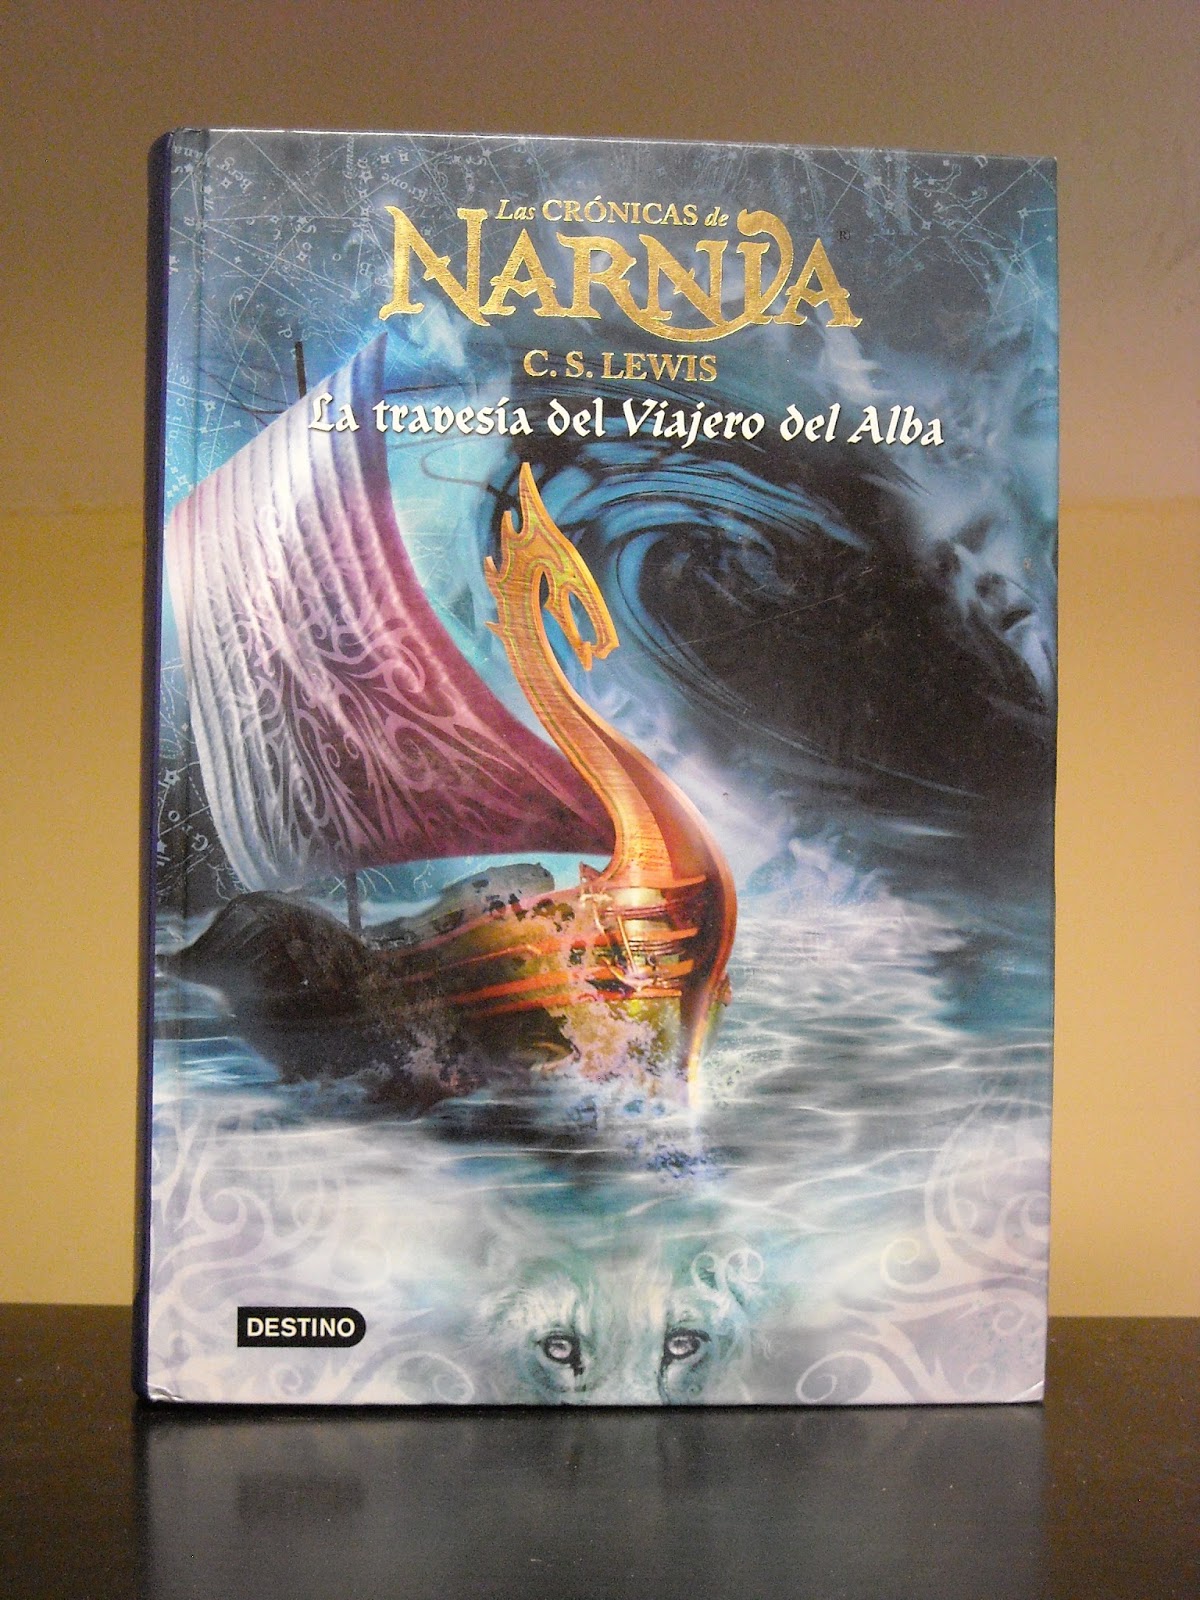 Las CRÓNICAS de
NARNIA®
C. S. LEWIS
La travesía del Viajero del Alba
DESTINO